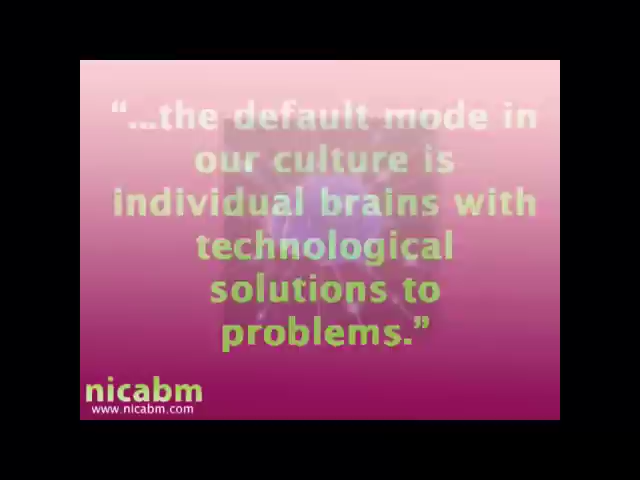 “...the default mode in
our culture is
individual brains with
technological
solutions to
problems.”
nicabm
www.nicabm.com